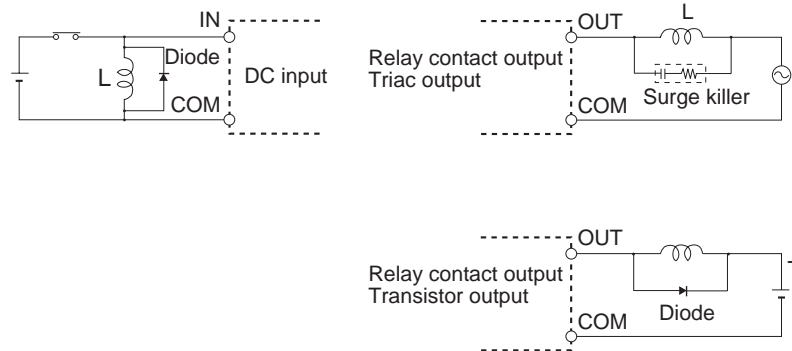 IN
Diode
L
DC input
COM
OUT
L
Relay contact output
Triac output
COM
Surge killer
OUT
Relay contact output
Transistor output
COM
Diode